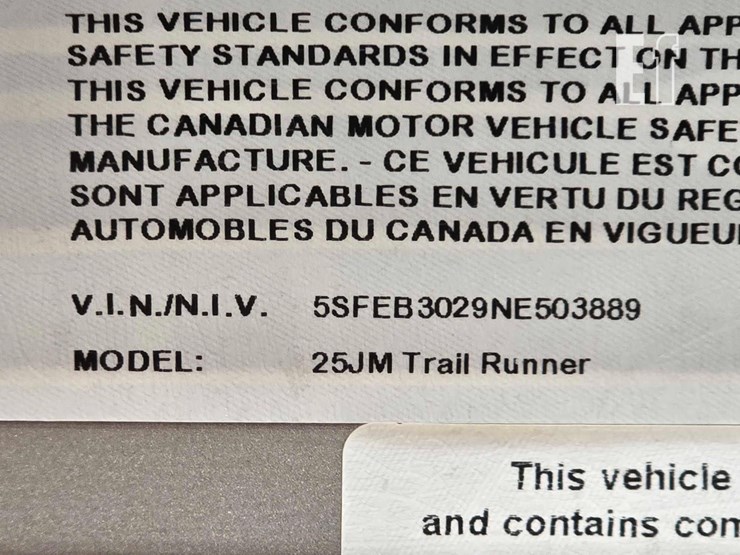 THIS VEHICLE CONFORMS TO ALL APP
SAFETY STANDARDS IN EFFECT ON TH
THIS VEHICLE CONFORMS TO ALL APP
THE CANADIAN MOTOR VEHICLE SAFE
MANUFACTURE. - CE VEHICULE EST CO
SONT APPLICABLES EN VERTU DU REG
AUTOMOBLES DU CANADA EN VIGUEU
V.I.N./N.I.V. 5SFEB3029NE503889
MODEL: 25JM Trail Runner
This vehicle
and contains com